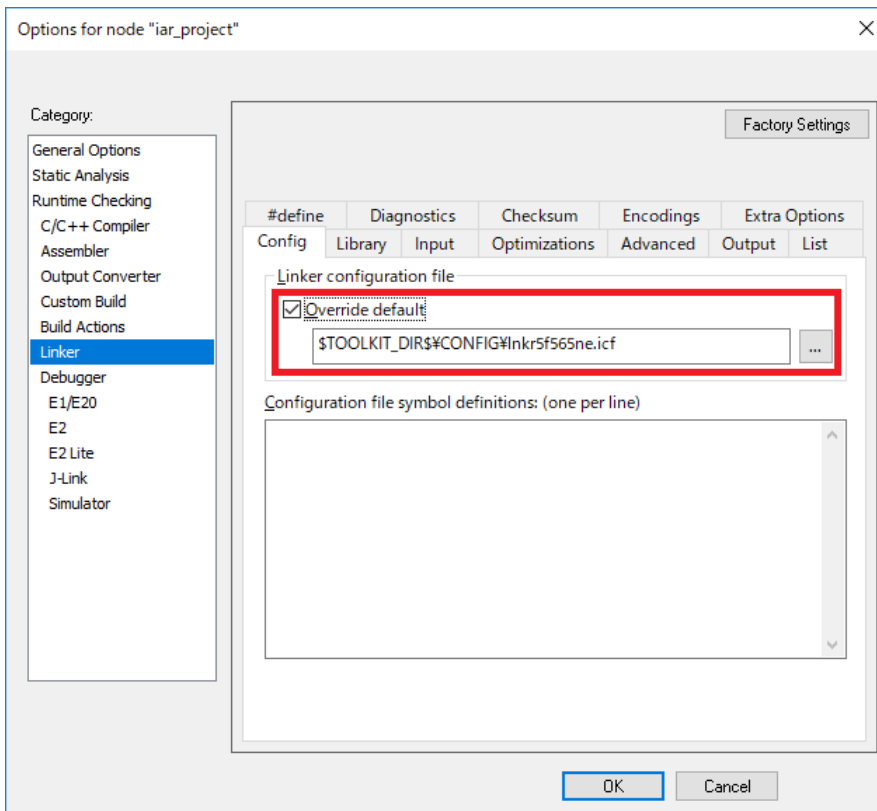 Options for node "iar_project"
Category:
General Options
Static Analysis
Runtime Checking
C/C++ Compiler
Assembler
Output Converter
Custom Build
Build Actions
Linker
Debugger
E1/E20
E2
E2 Lite
J-Link
Simulator
Factory Settings
#define Diagnostics Checksum Encodings Extra Options
Config Library Input Optimizations Advanced Output List
Linker configuration file
Override default
$TOOLKIT_DIR$¥CONFIG¥lnkr5f565ne.icf
...
Configuration file symbol definitions: (one per line)
OK Cancel